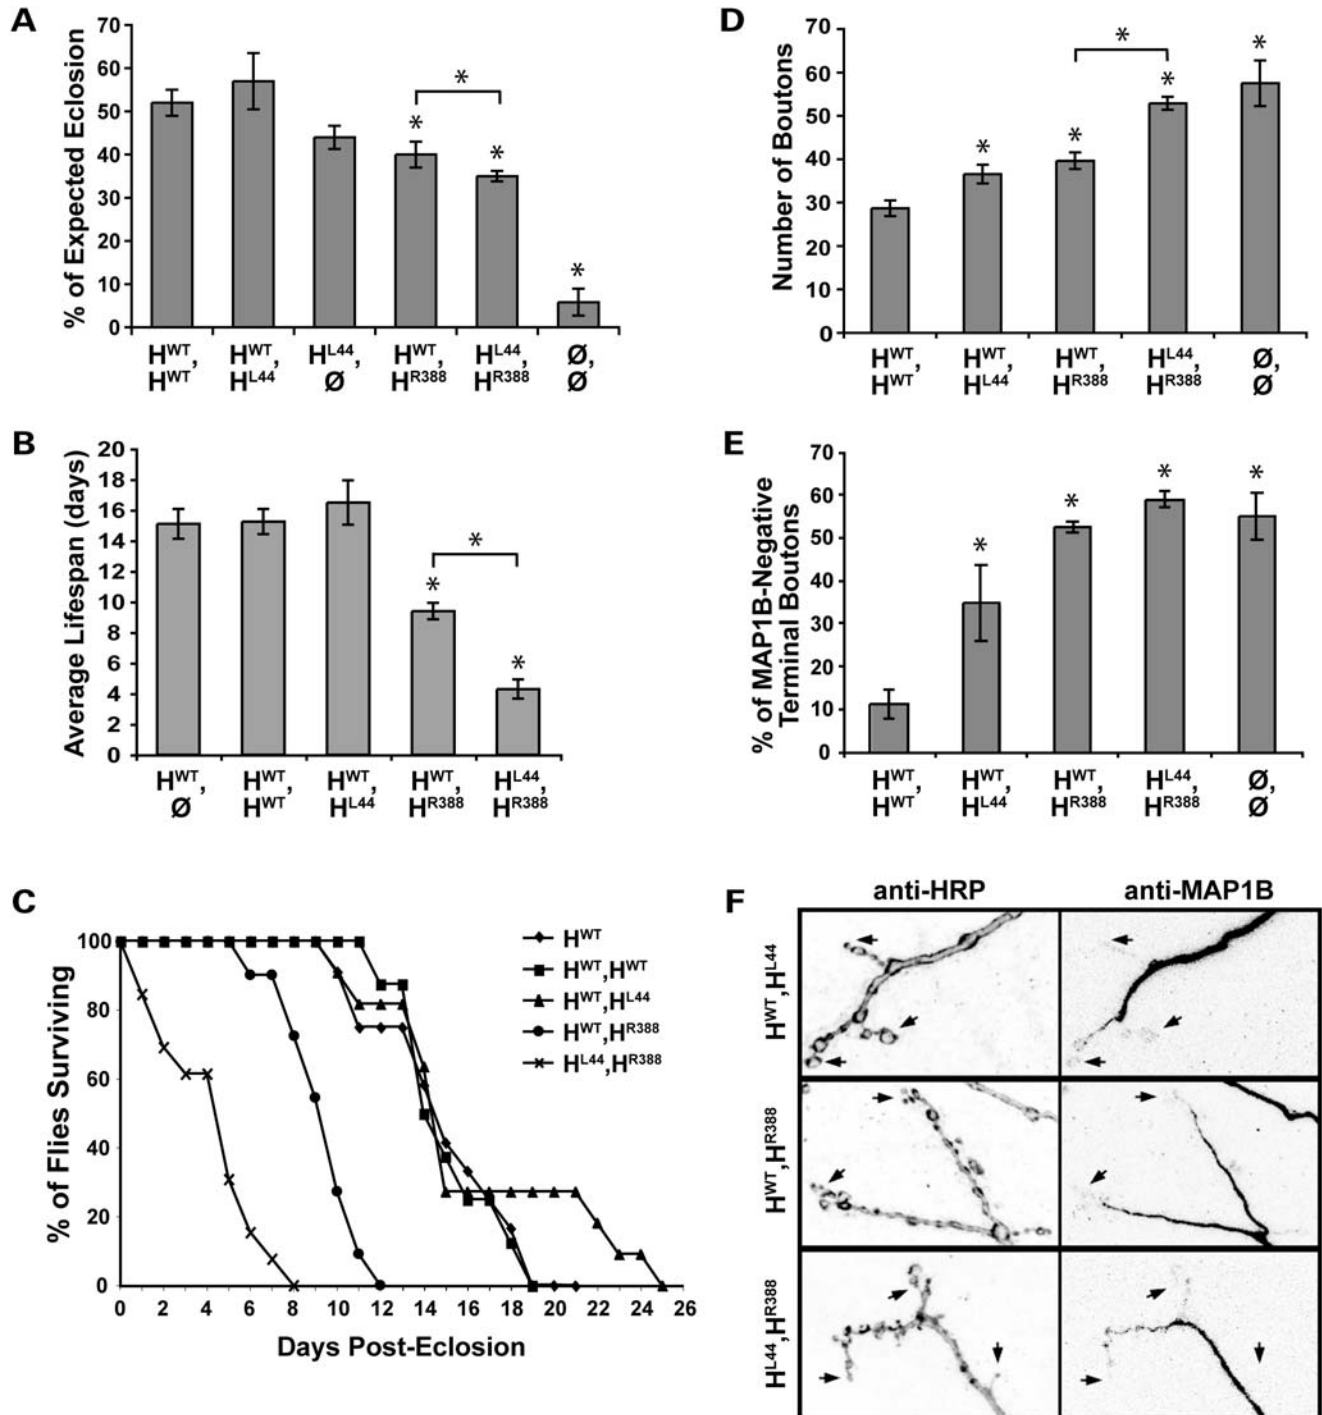 A
% of Expected Eclosion
70
60
50
40
30
20
10
0
*
*
*
*
Hᵂᵀ, Hᵂᵀ
Hᵂᵀ, Hᴸ⁴⁴
Hᴸ⁴⁴, Ø
Hᵂᵀ, Hᴿ³⁸⁸
Hᴸ⁴⁴, Hᴿ³⁸⁸
Ø, Ø
B
Average Lifespan (days)
20
18
16
14
12
10
8
6
4
2
0
*
*
*
Hᵂᵀ, Ø
Hᵂᵀ, Hᵂᵀ
Hᵂᵀ, Hᴸ⁴⁴
Hᵂᵀ, Hᴿ³⁸⁸
Hᴸ⁴⁴, Hᴿ³⁸⁸
C
% of Flies Surviving
100
80
60
40
20
0
0 2 4 6 8 10 12 14 16 18 20 22 24 26
Days Post-Eclosion
Hᵂᵀ
Hᵂᵀ,Hᵂᵀ
Hᵂᵀ,Hᴸ⁴⁴
Hᵂᵀ,Hᴿ³⁸⁸
Hᴸ⁴⁴,Hᴿ³⁸⁸
D
Number of Boutons
70
60
50
40
30
20
10
0
*
*
*
*
*
Hᵂᵀ, Hᵂᵀ
Hᵂᵀ, Hᴸ⁴⁴
Hᵂᵀ, Hᴿ³⁸⁸
Hᴸ⁴⁴ Hᴿ³⁸⁸
Ø, Ø
E
% of MAP1B-Negative
Terminal Boutons
70
60
50
40
30
20
10
0
*
*
*
*
Hᵂᵀ, Hᵂᵀ
Hᵂᵀ, Hᴸ⁴⁴
Hᵂᵀ, Hᴿ³⁸⁸
Hᴸ⁴⁴, Hᴿ³⁸⁸
Ø, Ø
F
anti-HRP
anti-MAP1B
Hᵂᵀ,Hᴸ⁴⁴
Hᵂᵀ,Hᴿ³⁸⁸
Hᴸ⁴⁴,Hᴿ³⁸⁸